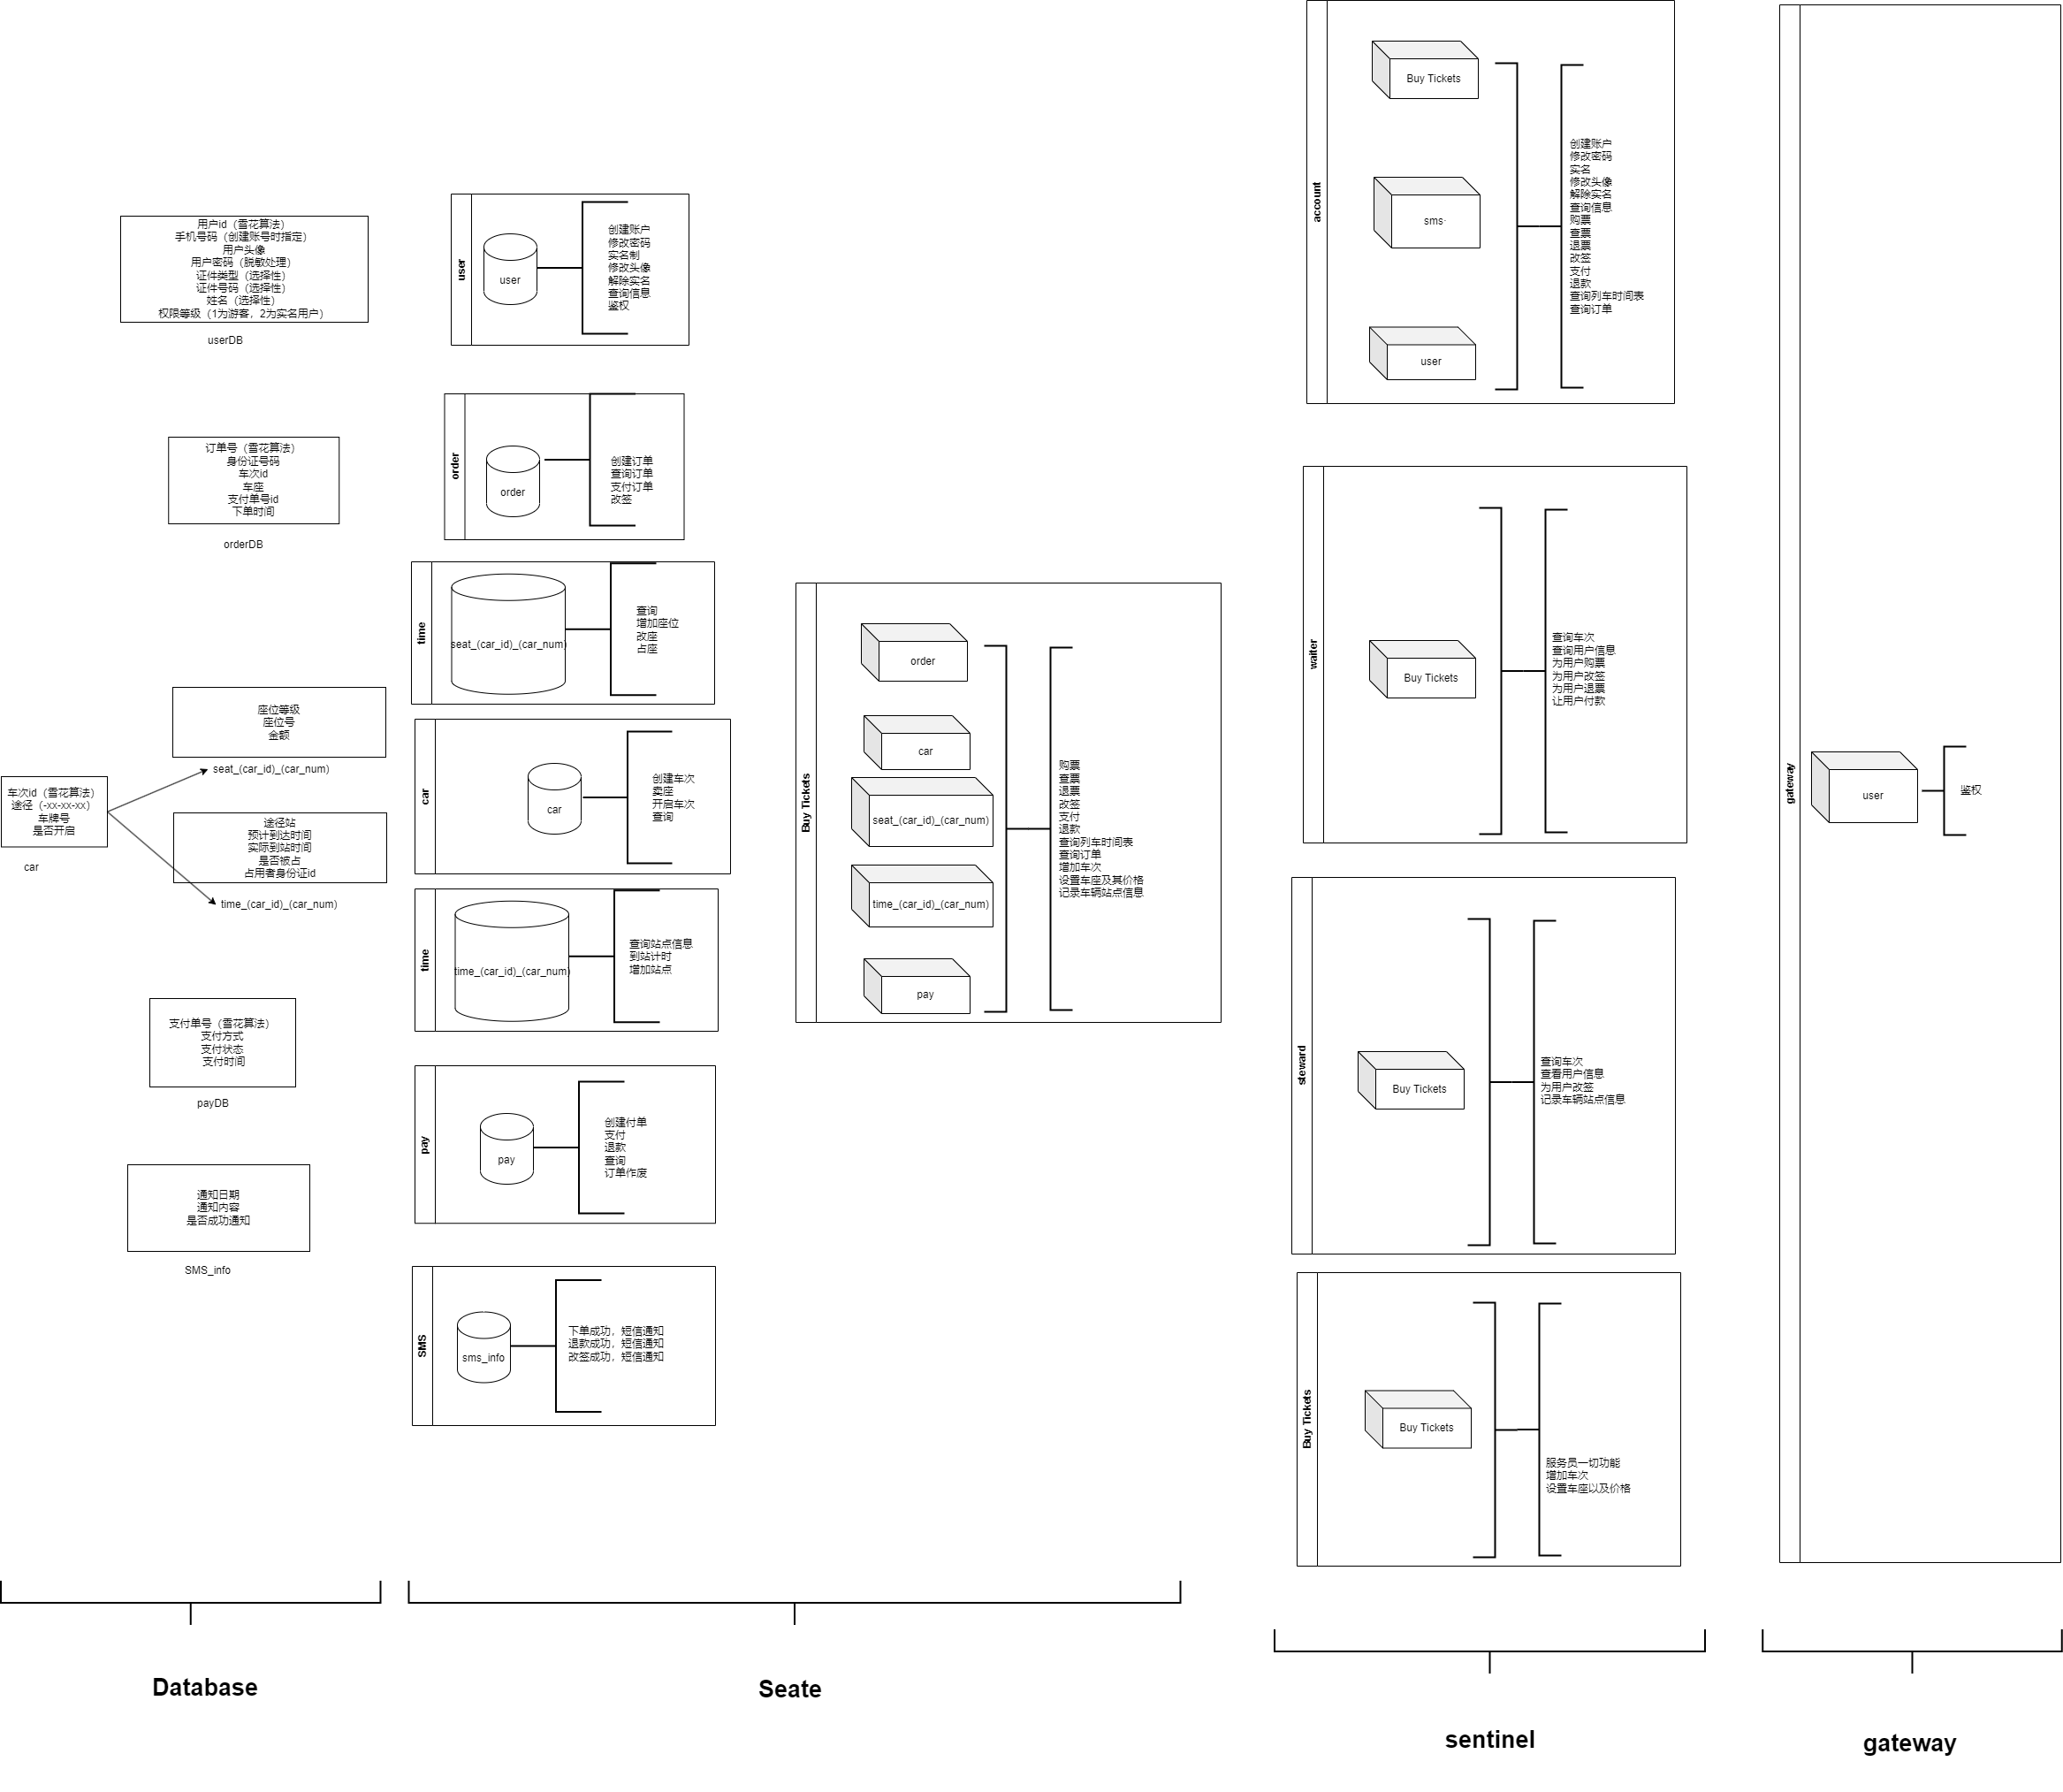 用户id（雪花算法）
手机号码（创建账号时指定）
用户头像
用户密码（脱敏处理）
证件类型（选择性）
证件号码（选择性）
姓名（选择性）
权限等级（1为游客，2为实名用户）
userDB
订单号（雪花算法）
身份证号码
车次id
车座
支付单号id
下单时间
orderDB
座位等级
座位号
金额
seat_(car_id)_(car_num)
车次id（雪花算法）
途径（-xx-xx-xx）
车牌号
是否开启
car
途径站
预计到达时间
实际到站时间
是否被占
占用者身份证id
time_(car_id)_(car_num)
支付单号（雪花算法）
支付方式
支付状态
支付时间
payDB
通知日期
通知内容
是否成功通知
SMS_info
Database
user
user
创建账户
修改密码
实名制
修改头像
解除实名
查询信息
鉴权
order
order
创建订单
查询订单
支付订单
改签
time
seat_(car_id)_(car_num)
查询
增加座位
改座
占座
car
car
创建车次
卖座
开启车次
查询
time
time_(car_id)_(car_num)
查询站点信息
到站计时
增加站点
pay
pay
创建付单
支付
退款
查询
订单作废
SMS
sms_info
下单成功，短信通知
退款成功，短信通知
改签成功，短信通知
Buy Tickets
order
car
seat_(car_id)_(car_num)
time_(car_id)_(car_num)
pay
购票
查票
退票
改签
支付
退款
查询列车时间表
查询订单
增加车次
设置车座及其价格
记录车辆站点信息
Seate
account
Buy Tickets
sms·
user
创建账户
修改密码
实名
修改头像
解除实名
查询信息
购票
查票
退票
改签
支付
退款
查询列车时间表
查询订单
waiter
Buy Tickets
查询车次
查询用户信息
为用户购票
为用户改签
为用户退票
让用户付款
steward
Buy Tickets
查询车次
查看用户信息
为用户改签
记录车辆站点信息
Buy Tickets
Buy Tickets
服务员一切功能
增加车次
设置车座以及价格
sentinel
gateway
user
鉴权
gateway